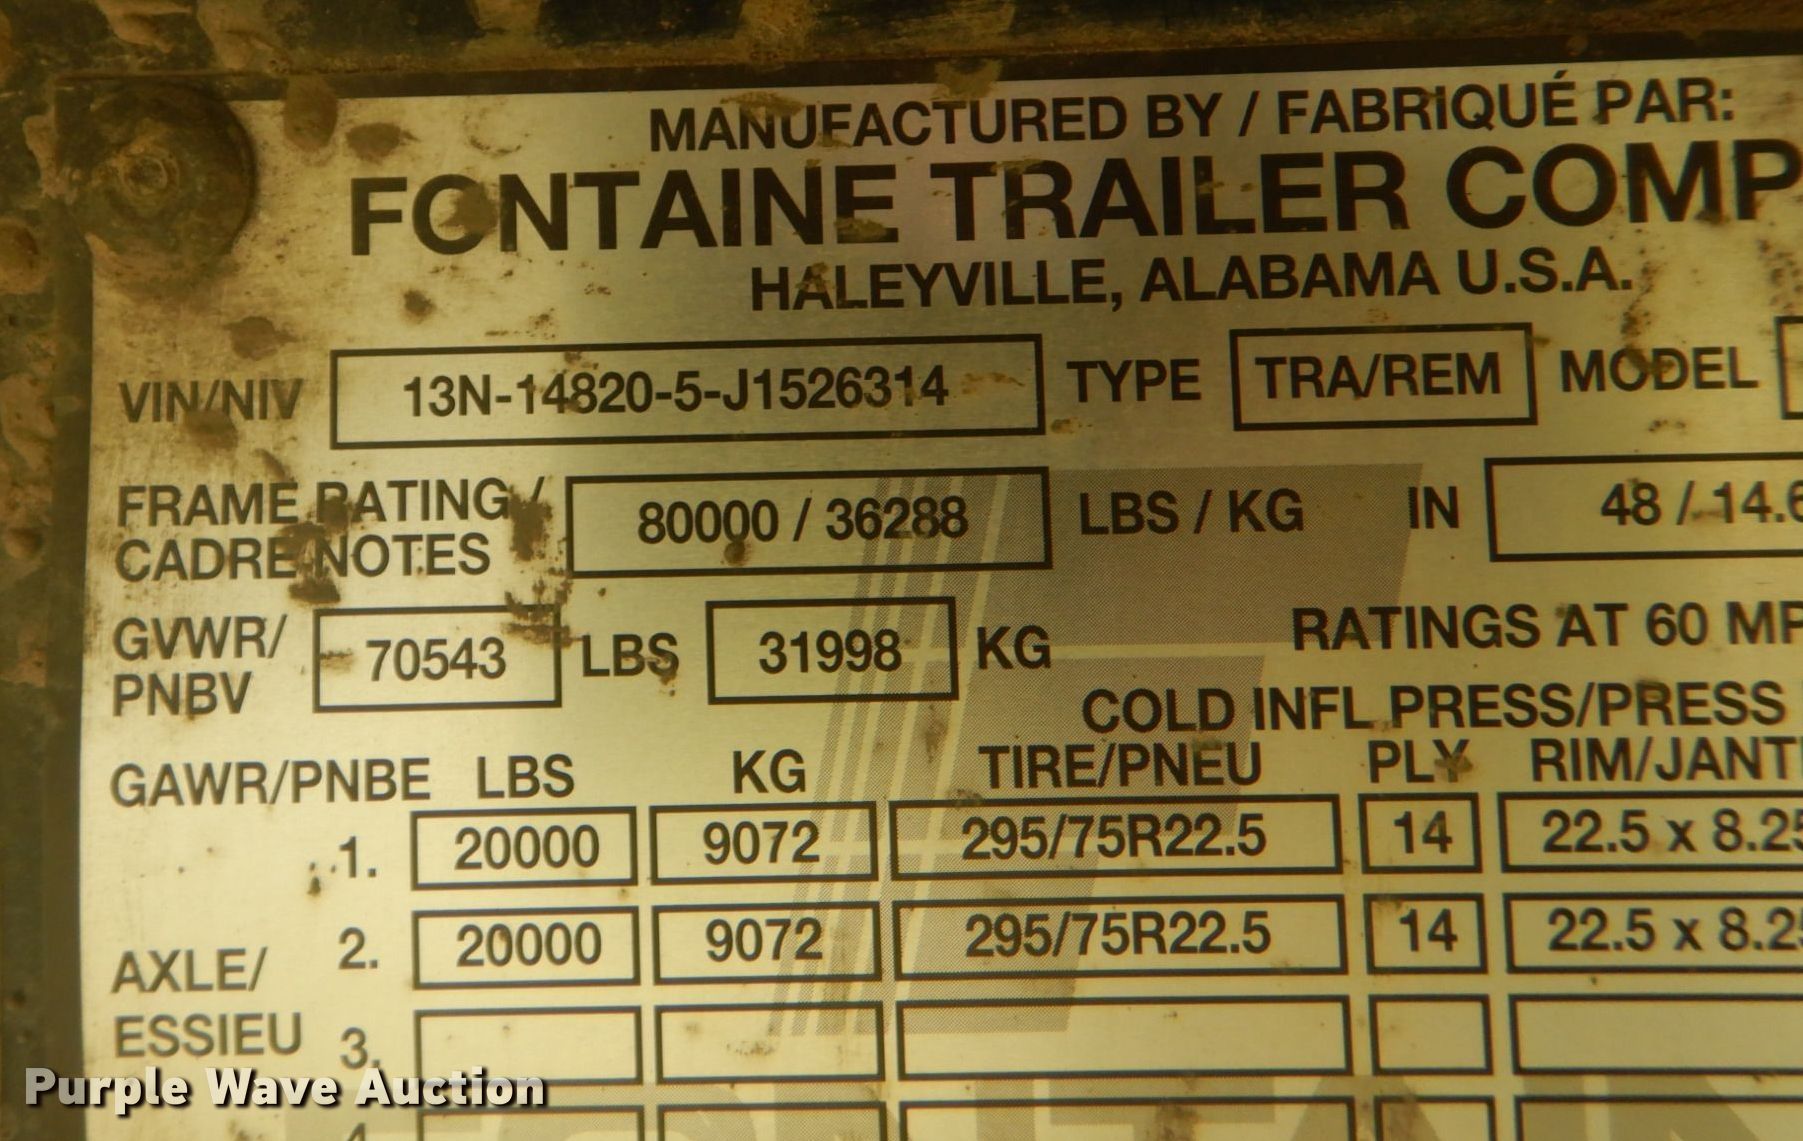 MANUFACTURED BY / FABRIQUÉ PAR:
FONTAINE TRAILER COMP
HALEYVILLE, ALABAMA U.S.A.
VIN/NIV 13N-14820-5-J1526314 TYPE TRA/REM MODEL
FRAME RATING / 80000 / 36288 LBS / KG IN 48 / 14.6
CADRE NOTES
GVWR/ 70543 LBS 31998 KG RATINGS AT 60 MP
PNBV
COLD INFL PRESS/PRESS
GAWR/PNBE LBS KG TIRE/PNEU PLY RIM/JANT
1. 20000 9072 295/75R22.5 14 22.5 x 8.25
2. 20000 9072 295/75R22.5 14 22.5 x 8.25
AXLE/
ESSIEU 3.
4
Purple Wave Auction